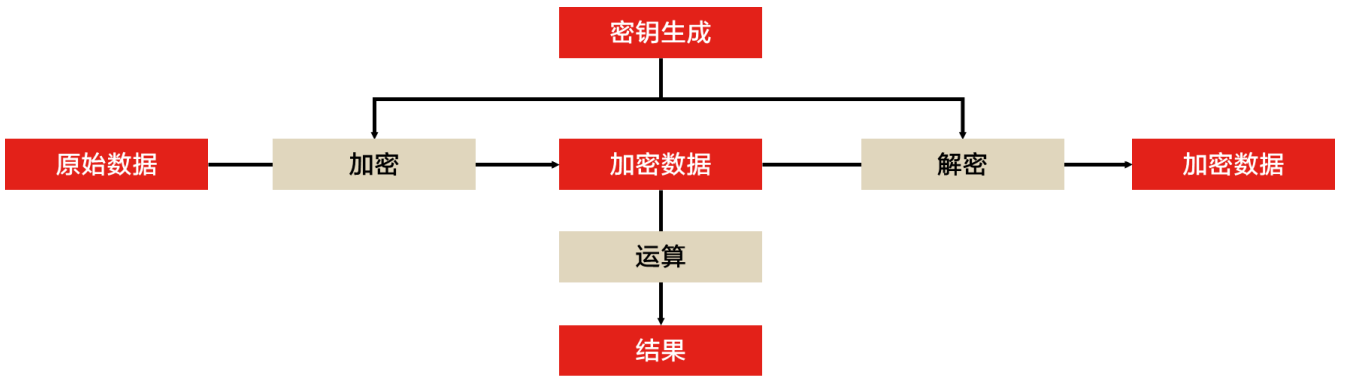 密钥生成
原始数据
加密
加密数据
解密
加密数据
运算
结果